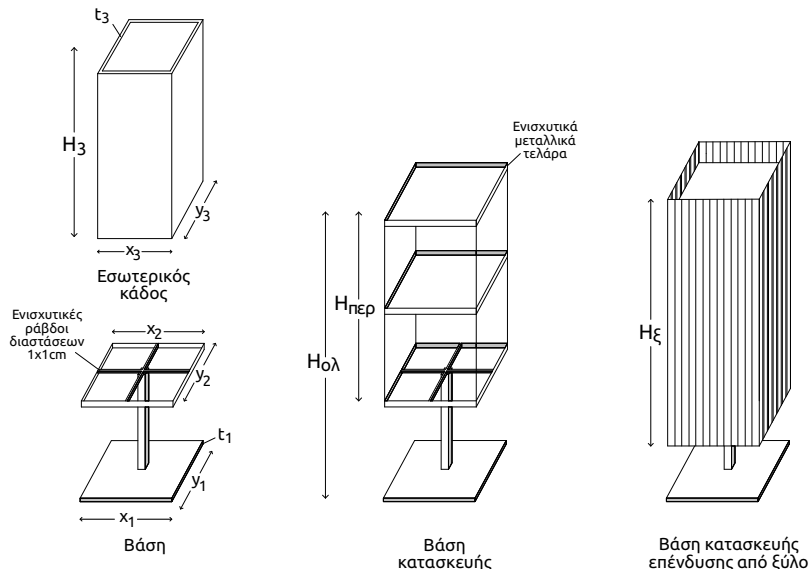 t3
H3
y3
x3
Εσωτερικός
κάδος
Ενισχυτικές
ράβδοι
διαστάσεων
1x1cm
x2
y2
t1
y1
x1
Βάση
Ενισχυτικά
μεταλλικά
τελάρα
Hπερ
Hολ
Βάση
κατασκευής
Hξ
Βάση κατασκευής
επένδυσης από ξύλο